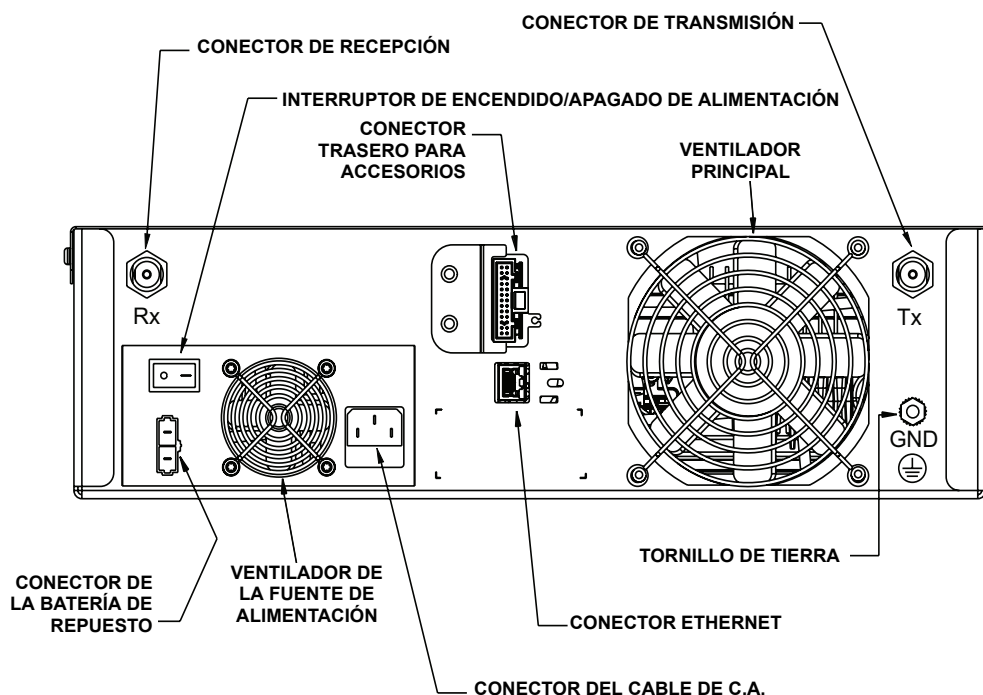 CONECTOR DE TRANSMISIÓN
CONECTOR DE RECEPCIÓN
INTERRUPTOR DE ENCENDIDO/APAGADO DE ALIMENTACIÓN
CONECTOR
TRASERO PARA
ACCESORIOS
VENTILADOR
PRINCIPAL
Rx
Tx
GND
TORNILLO DE TIERRA
CONECTOR DE
LA BATERÍA DE
REPUESTO
VENTILADOR DE
LA FUENTE DE
ALIMENTACIÓN
CONECTOR ETHERNET
CONECTOR DEL CABLE DE C.A.